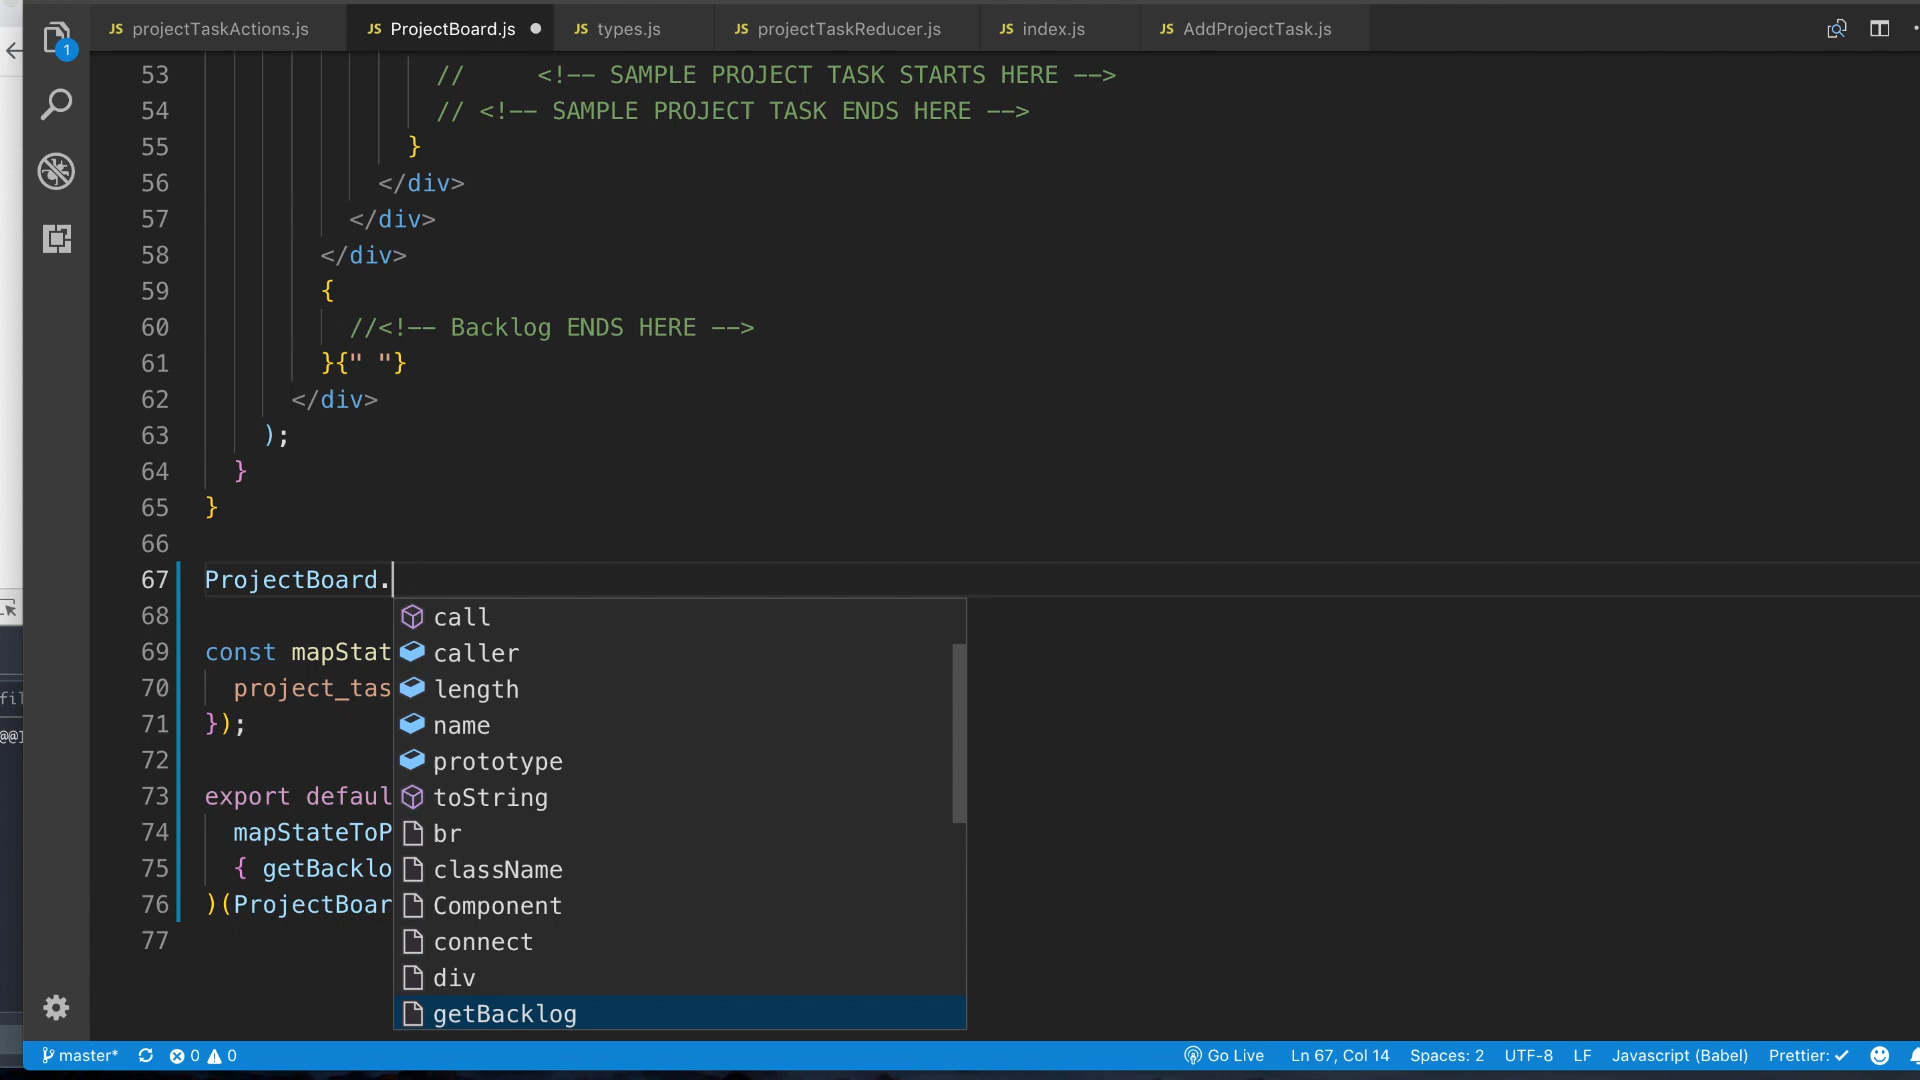 JS projectTaskActions.js
JS ProjectBoard.js
JS types.js
JS projectTaskReducer.js
JS index.js
JS AddProjectTask.js
1
53 // <!-- SAMPLE PROJECT TASK STARTS HERE -->
54 // <!-- SAMPLE PROJECT TASK ENDS HERE -->
55 }
56 </div>
57 </div>
58 </div>
59 {
60 //<!-- Backlog ENDS HERE -->
61 }{" "}
62 </div>
63 );
64 }
65 }
66
67 ProjectBoard.
68
69 const mapStat
70 project_tas
71 });
72
73 export defaul
74 mapStateToP
75 { getBacklo
76 )(ProjectBoar
77
call
caller
length
name
prototype
toString
br
className
Component
connect
div
getBacklog
fil
@@
master* 0 0 Go Live Ln 67, Col 14 Spaces: 2 UTF-8 LF Javascript (Babel) Prettier: ✓